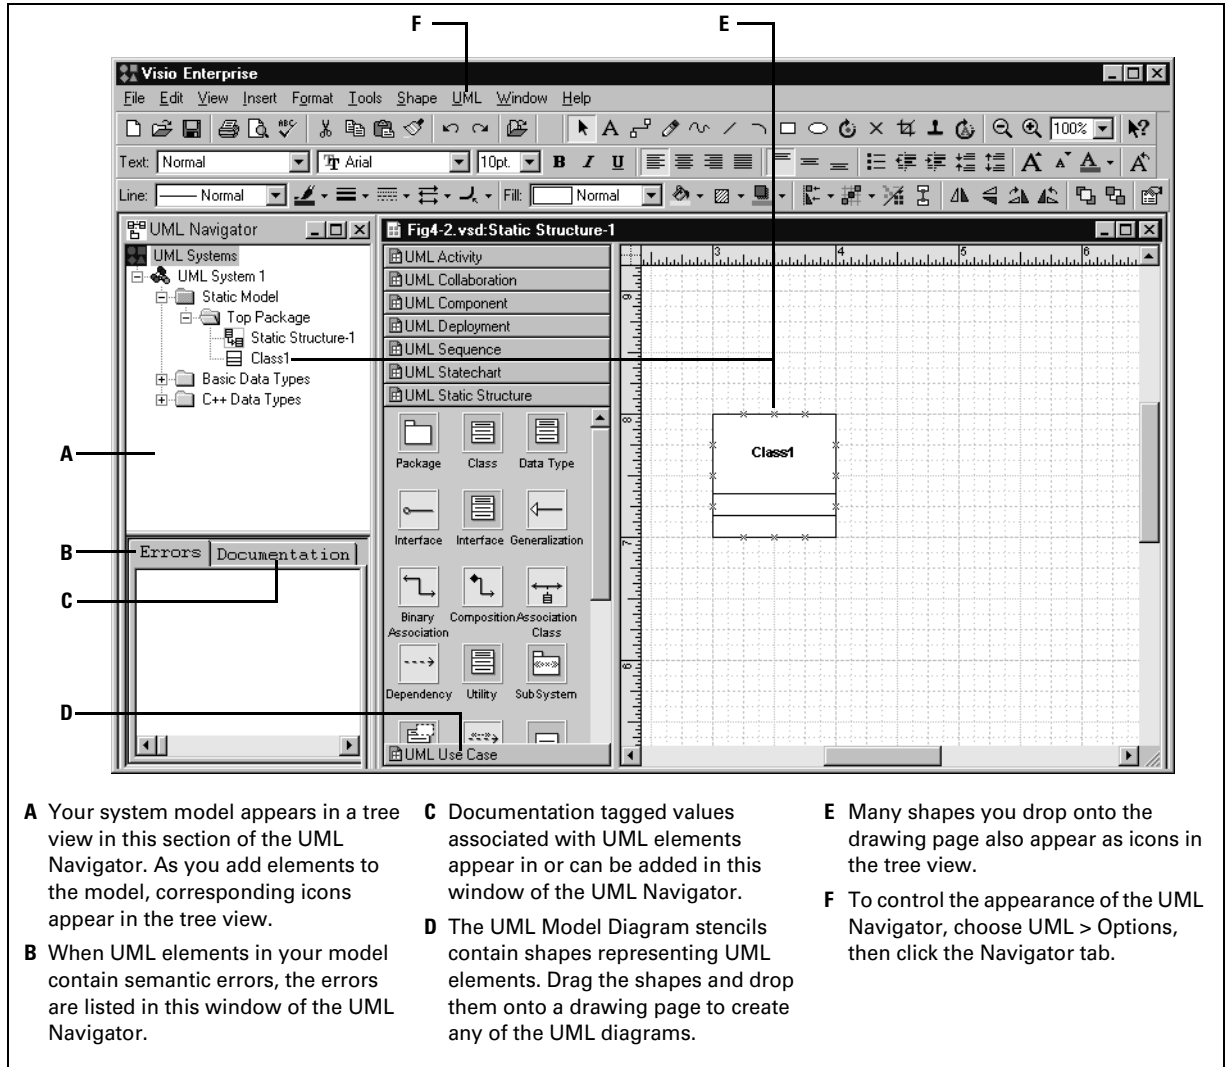 F
E
Visio Enterprise
File Edit View Insert Format Tools Shape UML Window Help
ABC
A
100%
?
Text: Normal
Tr Arial
10pt.
B I U
A A A A
Line: Normal
Fill: Normal
UML Navigator
Fig4-2.vsd:Static Structure-1
UML Systems
UML System 1
Static Model
Top Package
Static Structure-1
Class1
Basic Data Types
C++ Data Types
UML Activity
UML Collaboration
UML Component
UML Deployment
UML Sequence
UML Statechart
UML Static Structure
Package Class Data Type
Interface Interface Generalization
Binary Association
Composition
Association Class
Dependency Utility SubSystem
UML Use Case
3 4 5 6
9
8
7
6
Class1
A
B
Errors Documentation
C
D
A Your system model appears in a tree
view in this section of the UML
Navigator. As you add elements to
the model, corresponding icons
appear in the tree view.
B When UML elements in your model
contain semantic errors, the errors
are listed in this window of the UML
Navigator.
C Documentation tagged values
associated with UML elements
appear in or can be added in this
window of the UML Navigator.
D The UML Model Diagram stencils
contain shapes representing UML
elements. Drag the shapes and drop
them onto a drawing page to create
any of the UML diagrams.
E Many shapes you drop onto the
drawing page also appear as icons in
the tree view.
F To control the appearance of the UML
Navigator, choose UML > Options,
then click the Navigator tab.